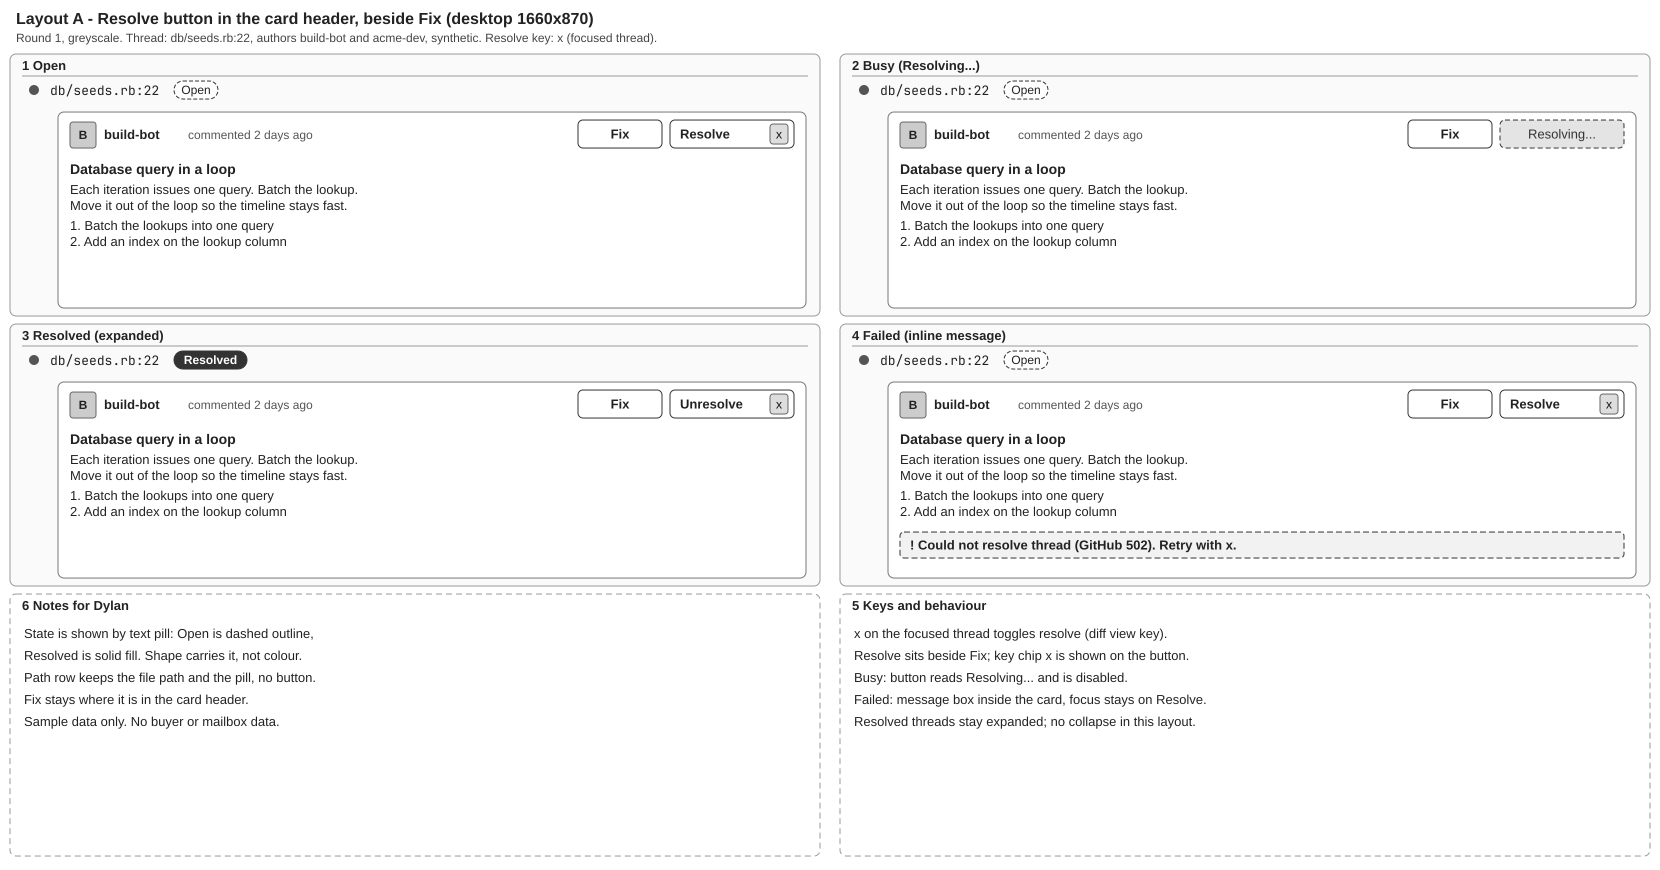 Layout A - Resolve button in the card header, beside Fix (desktop 1660x870)
Round 1, greyscale. Thread: db/seeds.rb:22, authors build-bot and acme-dev, synthetic. Resolve key: x (focused thread).
1 Open
db/seeds.rb:22 Open
B build-bot commented 2 days ago Fix Resolve x
Database query in a loop
Each iteration issues one query. Batch the lookup.
Move it out of the loop so the timeline stays fast.
1. Batch the lookups into one query
2. Add an index on the lookup column
2 Busy (Resolving...)
db/seeds.rb:22 Open
B build-bot commented 2 days ago Fix Resolving...
Database query in a loop
Each iteration issues one query. Batch the lookup.
Move it out of the loop so the timeline stays fast.
1. Batch the lookups into one query
2. Add an index on the lookup column
3 Resolved (expanded)
db/seeds.rb:22 Resolved
B build-bot commented 2 days ago Fix Unresolve x
Database query in a loop
Each iteration issues one query. Batch the lookup.
Move it out of the loop so the timeline stays fast.
1. Batch the lookups into one query
2. Add an index on the lookup column
4 Failed (inline message)
db/seeds.rb:22 Open
B build-bot commented 2 days ago Fix Resolve x
Database query in a loop
Each iteration issues one query. Batch the lookup.
Move it out of the loop so the timeline stays fast.
1. Batch the lookups into one query
2. Add an index on the lookup column
! Could not resolve thread (GitHub 502). Retry with x.
6 Notes for Dylan
State is shown by text pill: Open is dashed outline,
Resolved is solid fill. Shape carries it, not colour.
Path row keeps the file path and the pill, no button.
Fix stays where it is in the card header.
Sample data only. No buyer or mailbox data.
5 Keys and behaviour
x on the focused thread toggles resolve (diff view key).
Resolve sits beside Fix; key chip x is shown on the button.
Busy: button reads Resolving... and is disabled.
Failed: message box inside the card, focus stays on Resolve.
Resolved threads stay expanded; no collapse in this layout.